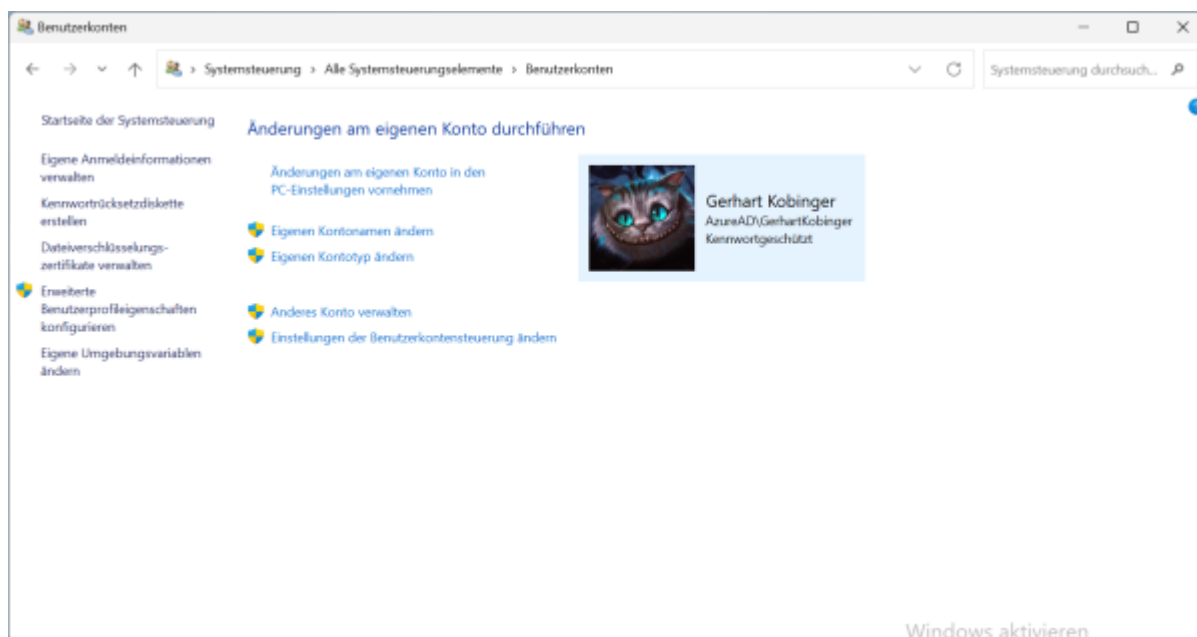 Benutzerkonten
Systemsteuerung > Alle Systemsteuerungselemente > Benutzerkonten
Systemsteuerung durchsuch...
Startseite der Systemsteuerung
Eigene Anmeldeinformationen
verwalten
Kennwortrücksetzdiskette
erstellen
Dateiverschlüsselungs-
zertifikate verwalten
Erweiterte
Benutzerprofileigenschaften
konfigurieren
Eigene Umgebungsvariablen
ändern
Änderungen am eigenen Konto durchführen
Änderungen am eigenen Konto in den
PC-Einstellungen vornehmen
Eigenen Kontonamen ändern
Eigenen Kontotyp ändern
Anderes Konto verwalten
Einstellungen der Benutzerkontensteuerung ändern
Gerhart Kobinger
AzureAD\GerhartKobinger
Kennwortgeschützt
Windows aktivieren